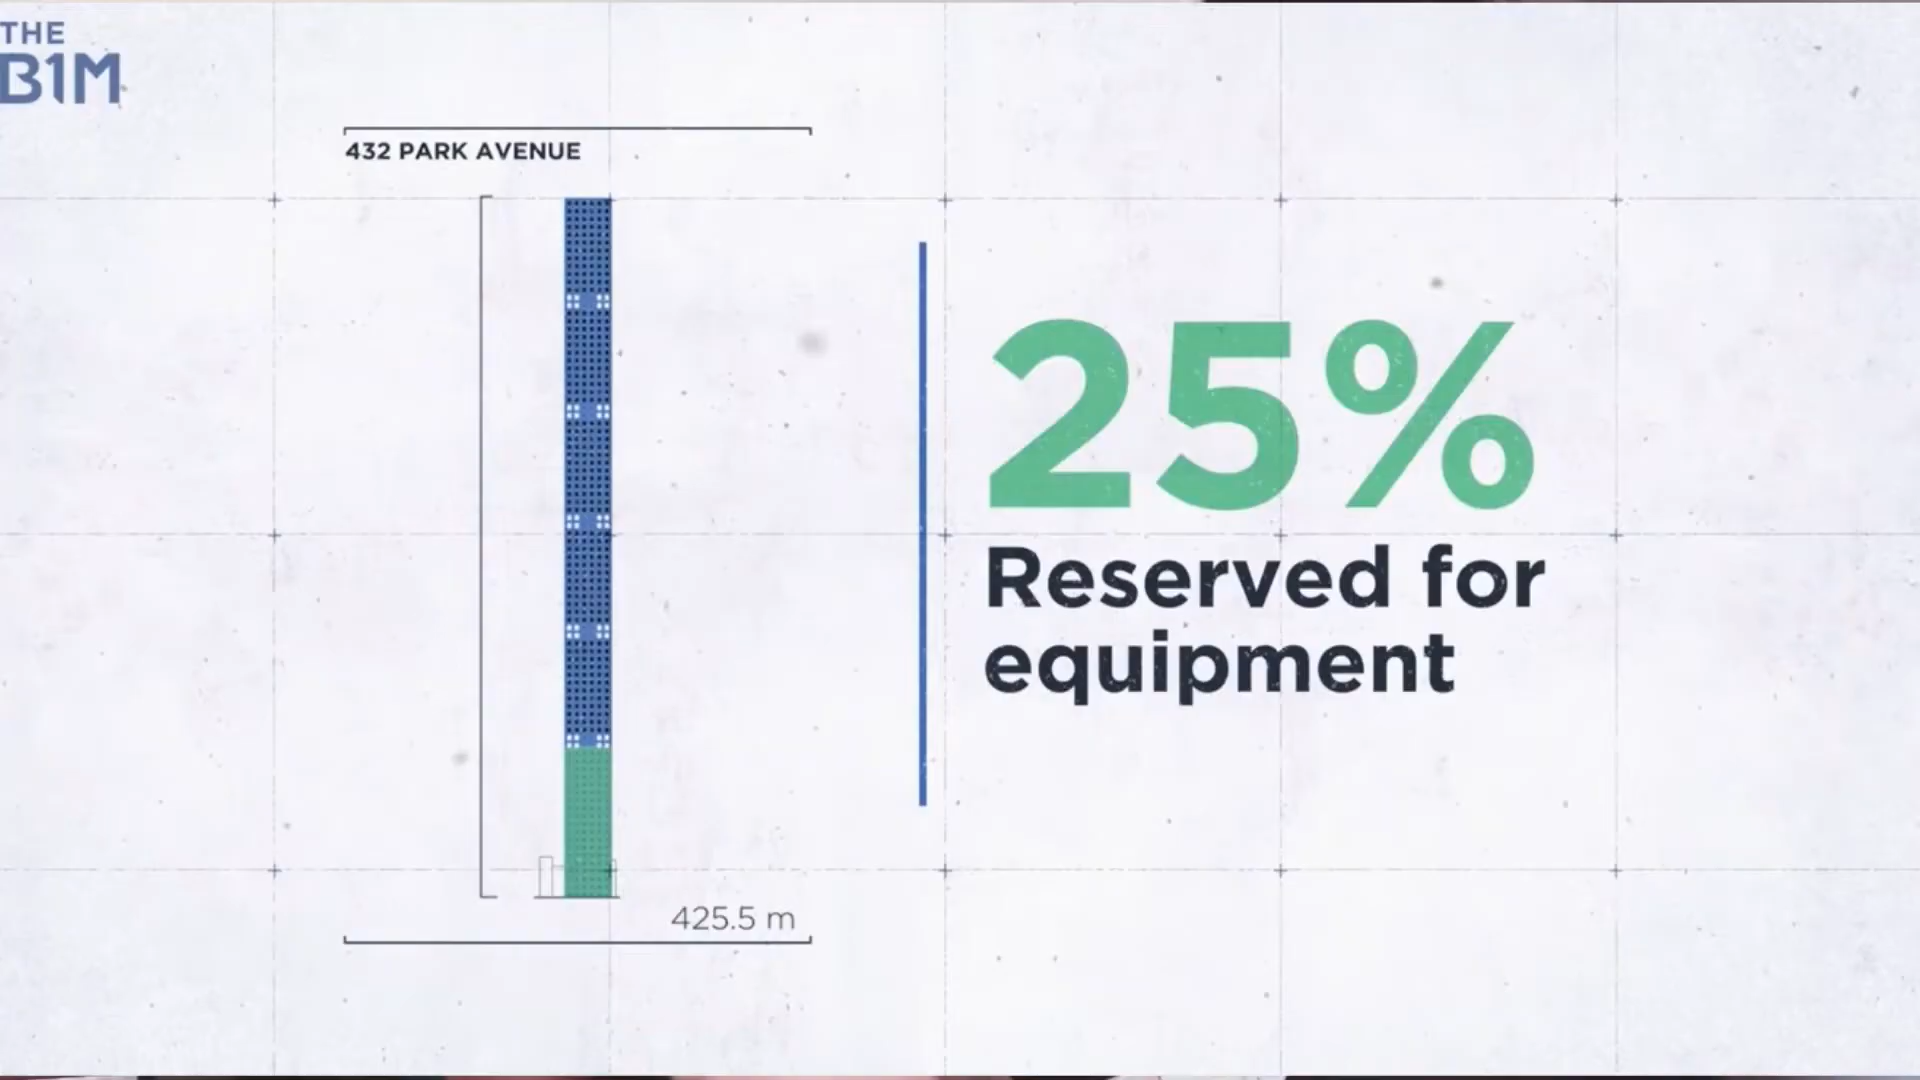 THE
B1M
432 PARK AVENUE
25%
Reserved for
equipment
425.5 m